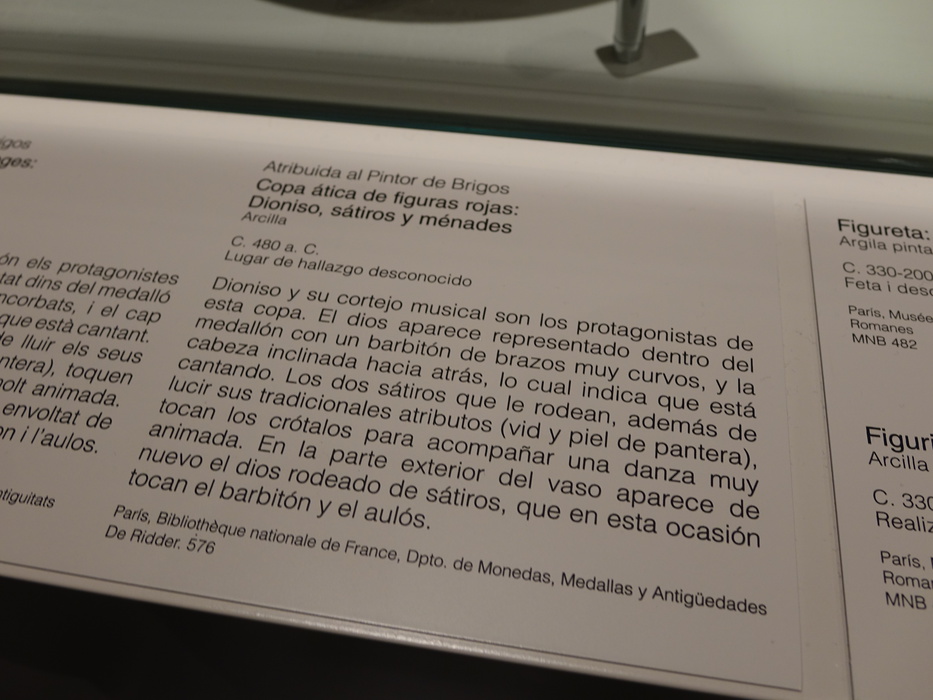 igos
ges:
ón els protagonistes
tat dins del medalló
ncorbats, i el cap
que està cantant.
e lluir els seus
ntera), toquen
olt animada.
envoltat de
on i l'aulos.
ntiguitats
Atribuida al Pintor de Brigos
Copa ática de figuras rojas:
Dioniso, sátiros y ménades
Arcilla
C. 480 a. C.
Lugar de hallazgo desconocido
Dioniso y su cortejo musical son los protagonistas de
esta copa. El dios aparece representado dentro del
medallón con un barbitón de brazos muy curvos, y la
cabeza inclinada hacia atrás, lo cual indica que está
cantando. Los dos sátiros que le rodean, además de
lucir sus tradicionales atributos (vid y piel de pantera),
tocan los crótalos para acompañar una danza muy
animada. En la parte exterior del vaso aparece de
nuevo el dios rodeado de sátiros, que en esta ocasión
tocan el barbitón y el aulós.
París, Bibliothèque nationale de France, Dpto. de Monedas, Medallas y Antigüedades
De Ridder. 576
Figureta:
Argila pinta
C. 330-200
Feta i desc
París, Musée
Romanes
MNB 482
Figuri
Arcilla
C. 330
Realiz
París,
Roma
MNB